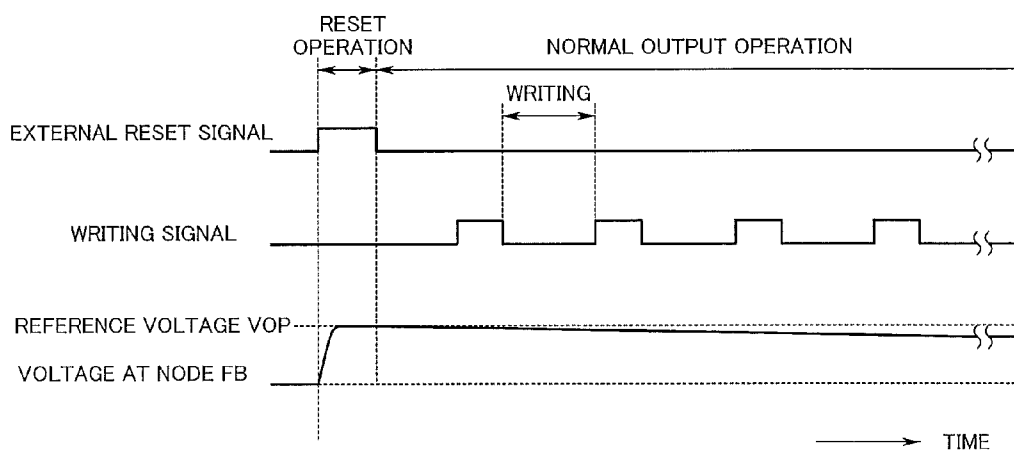 RESET
OPERATION
NORMAL OUTPUT OPERATION
WRITING
EXTERNAL RESET SIGNAL
WRITING SIGNAL
REFERENCE VOLTAGE VOP
VOLTAGE AT NODE FB
TIME